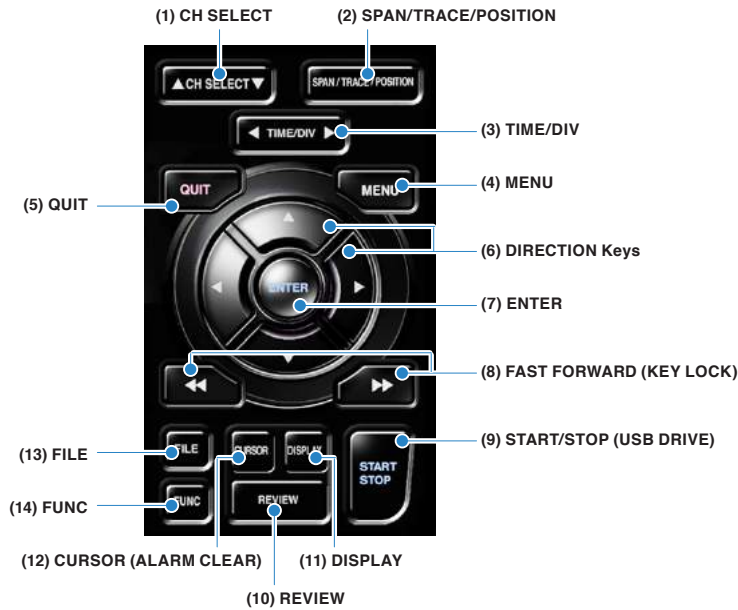 (1) CH SELECT
(2) SPAN/TRACE/POSITION
▲CH SELECT▼
SPAN / TRACE / POSITION
◀ TIME/DIV ▶
(3) TIME/DIV
QUIT
MENU
(4) MENU
(5) QUIT
(6) DIRECTION Keys
ENTER
(7) ENTER
(8) FAST FORWARD (KEY LOCK)
(9) START/STOP (USB DRIVE)
FILE
CURSOR
DISPLAY
START
STOP
(13) FILE
FUNC
REVIEW
(14) FUNC
(12) CURSOR (ALARM CLEAR)
(11) DISPLAY
(10) REVIEW